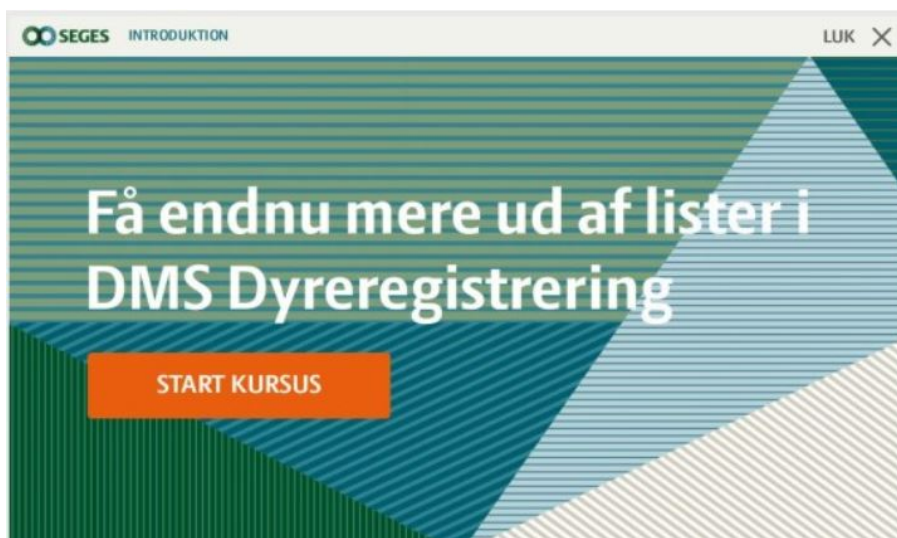 SEGES INTRODUKTION LUK
Få endnu mere ud af lister i
DMS Dyreregistrering
START KURSUS